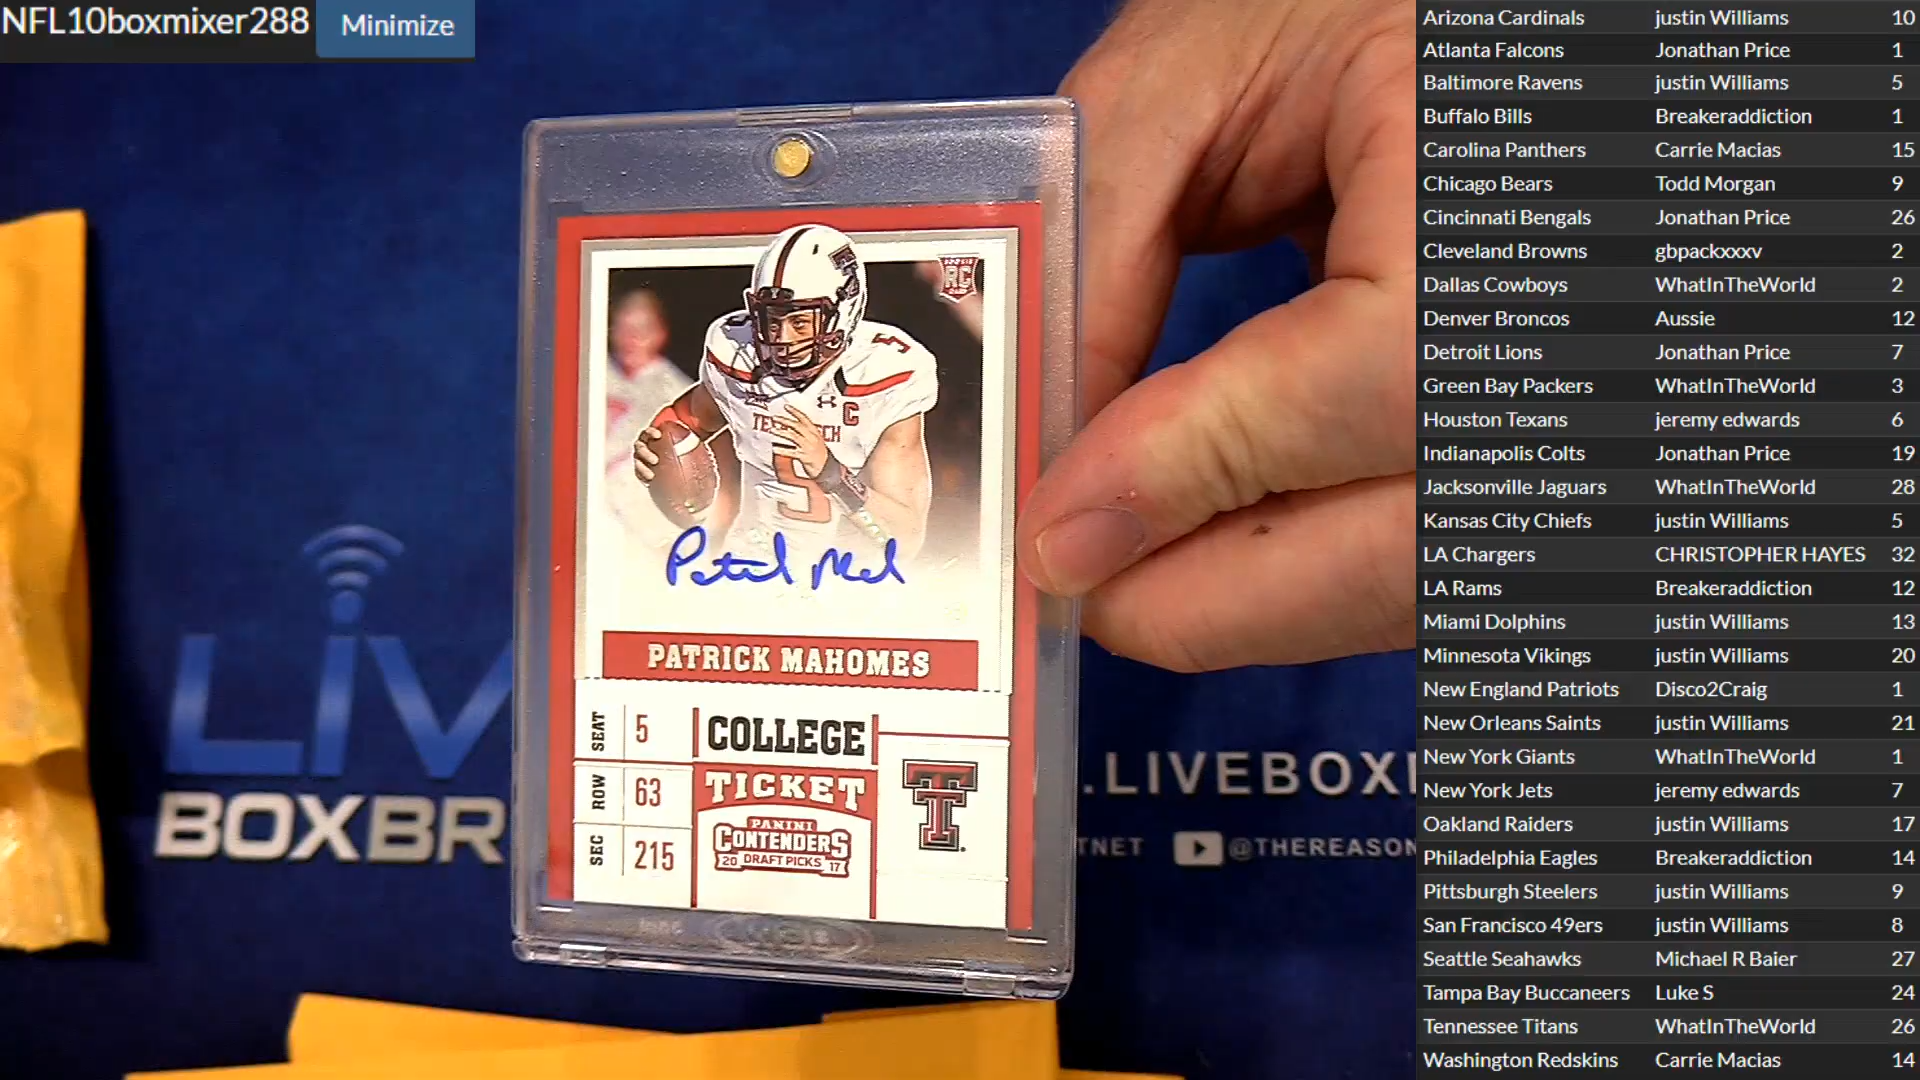 NFL10boxmixer288
Minimize
RC
5
C
TECH
5
Patrick Mah
PATRICK MAHOMES
SEAT 5
ROW 63
SEC 215
COLLEGE
TICKET
PANINI
CONTENDERS
20 DRAFT PICKS 17
LIV
BOXBR
.LIVEBOX
TNET
@THEREASON
Arizona Cardinals justin Williams 10
Atlanta Falcons Jonathan Price 1
Baltimore Ravens justin Williams 5
Buffalo Bills Breakeraddiction 1
Carolina Panthers Carrie Macias 15
Chicago Bears Todd Morgan 9
Cincinnati Bengals Jonathan Price 26
Cleveland Browns gbpackxxxv 2
Dallas Cowboys WhatInTheWorld 2
Denver Broncos Aussie 12
Detroit Lions Jonathan Price 7
Green Bay Packers WhatInTheWorld 3
Houston Texans jeremy edwards 6
Indianapolis Colts Jonathan Price 19
Jacksonville Jaguars WhatInTheWorld 28
Kansas City Chiefs justin Williams 5
LA Chargers CHRISTOPHER HAYES 32
LA Rams Breakeraddiction 12
Miami Dolphins justin Williams 13
Minnesota Vikings justin Williams 20
New England Patriots Disco2Craig 1
New Orleans Saints justin Williams 21
New York Giants WhatInTheWorld 1
New York Jets jeremy edwards 7
Oakland Raiders justin Williams 17
Philadelphia Eagles Breakeraddiction 14
Pittsburgh Steelers justin Williams 9
San Francisco 49ers justin Williams 8
Seattle Seahawks Michael R Baier 27
Tampa Bay Buccaneers Luke S 24
Tennessee Titans WhatInTheWorld 26
Washington Redskins Carrie Macias 14